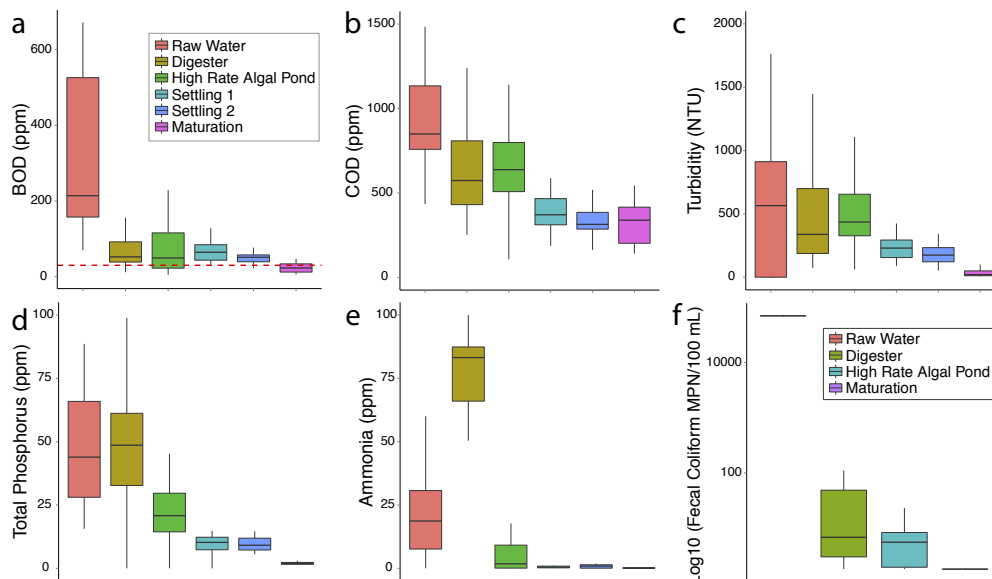 a
BOD (ppm)
600
400
200
0
Raw Water
Digester
High Rate Algal Pond
Settling 1
Settling 2
Maturation
b
COD (ppm)
1500
1000
500
0
c
Turbiditiy (NTU)
2000
1500
1000
500
0
d
Total Phosphorus (ppm)
100
75
50
25
0
e
Ammonia (ppm)
100
75
50
25
0
f
Log10 (Fecal Coliform MPN/100 mL)
10000
100
Raw Water
Digester
High Rate Algal Pond
Maturation